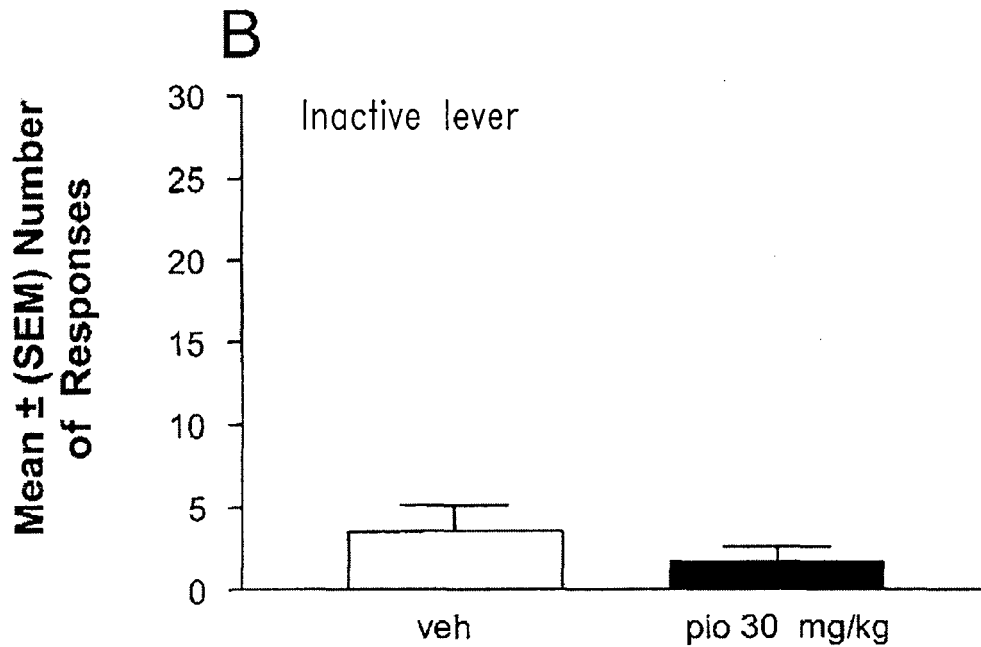 B
Mean ± (SEM) Number
of Responses
Inactive lever
30
25
20
15
10
5
0
veh
pio 30 mg/kg